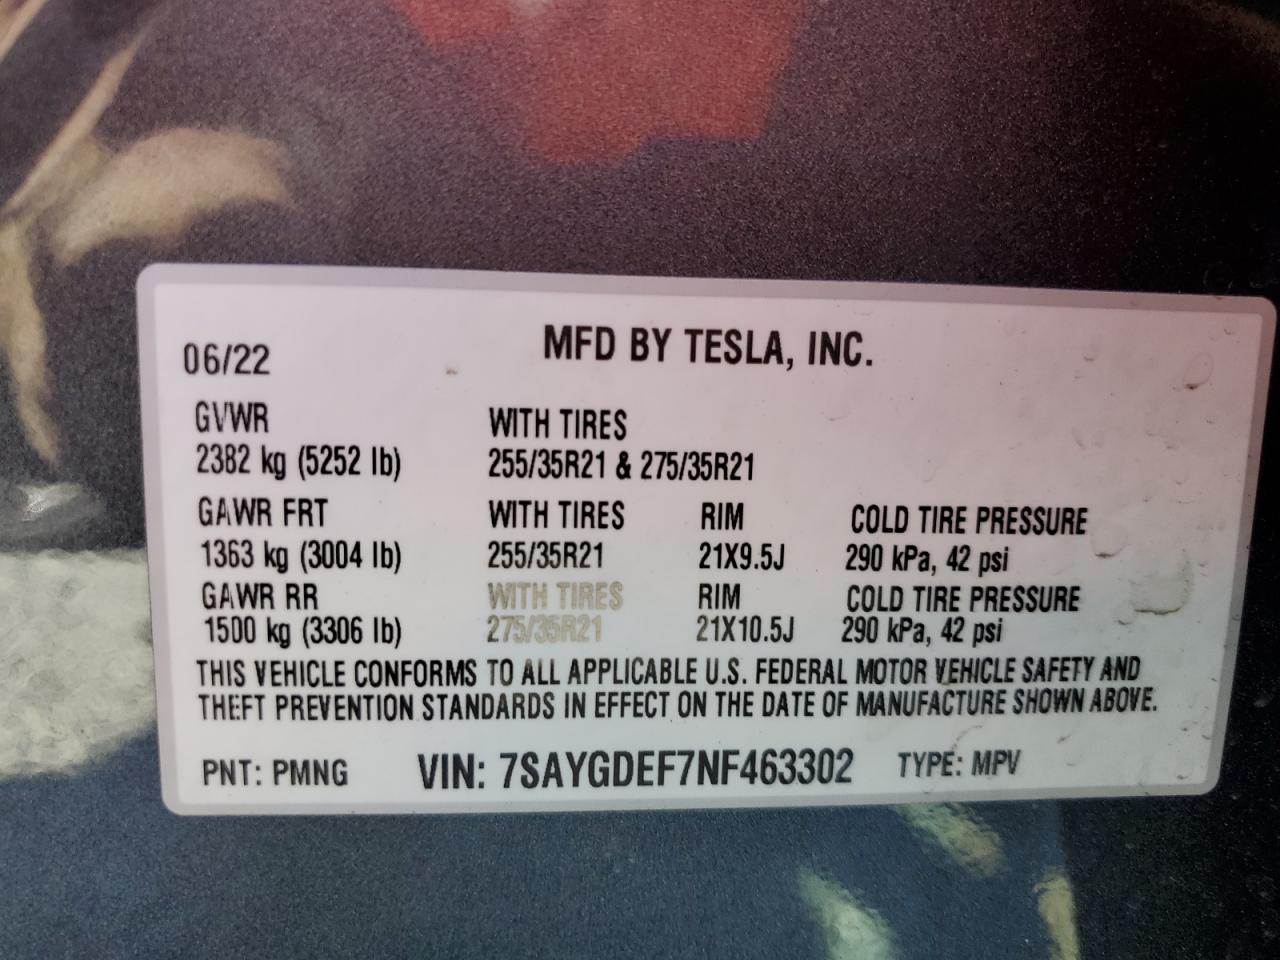 MFD BY TESLA, INC.
06/22
GVWR WITH TIRES
2382 kg (5252 lb) 255/35R21 & 275/35R21
GAWR FRT WITH TIRES RIM COLD TIRE PRESSURE
1363 kg (3004 lb) 255/35R21 21X9.5J 290 kPa, 42 psi
GAWR RR WITH TIRES RIM COLD TIRE PRESSURE
1500 kg (3306 lb) 275/35R21 21X10.5J 290 kPa, 42 psi
THIS VEHICLE CONFORMS TO ALL APPLICABLE U.S. FEDERAL MOTOR VEHICLE SAFETY AND
THEFT PREVENTION STANDARDS IN EFFECT ON THE DATE OF MANUFACTURE SHOWN ABOVE.
PNT: PMNG VIN: 7SAYGDEF7NF463302 TYPE: MPV